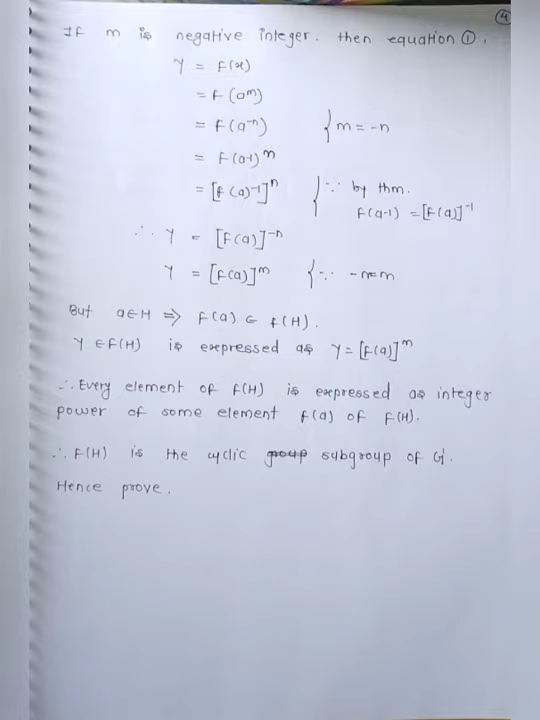 4
If m is negative integer. then equation ①,
Y = F(x)
= F(a^m)
= F(a^-n) { m = -n
= F(a-1)^m
= [F(a)-1]^n { ∵ by thm.
F(a-1) = [F(a)]^-1
∴ Y = [F(a)]^-n
Y = [F(a)]^m { ∵ -n=m
But a∈H ⇒ F(a) ∈ f(H).
Y ∈ F(H) is expressed as Y = [F(a)]^m
∴ Every element of F(H) is expressed as integer
power of some element f(a) of F(H).
∴ F(H) is the cyclic group subgroup of G'.
Hence prove.